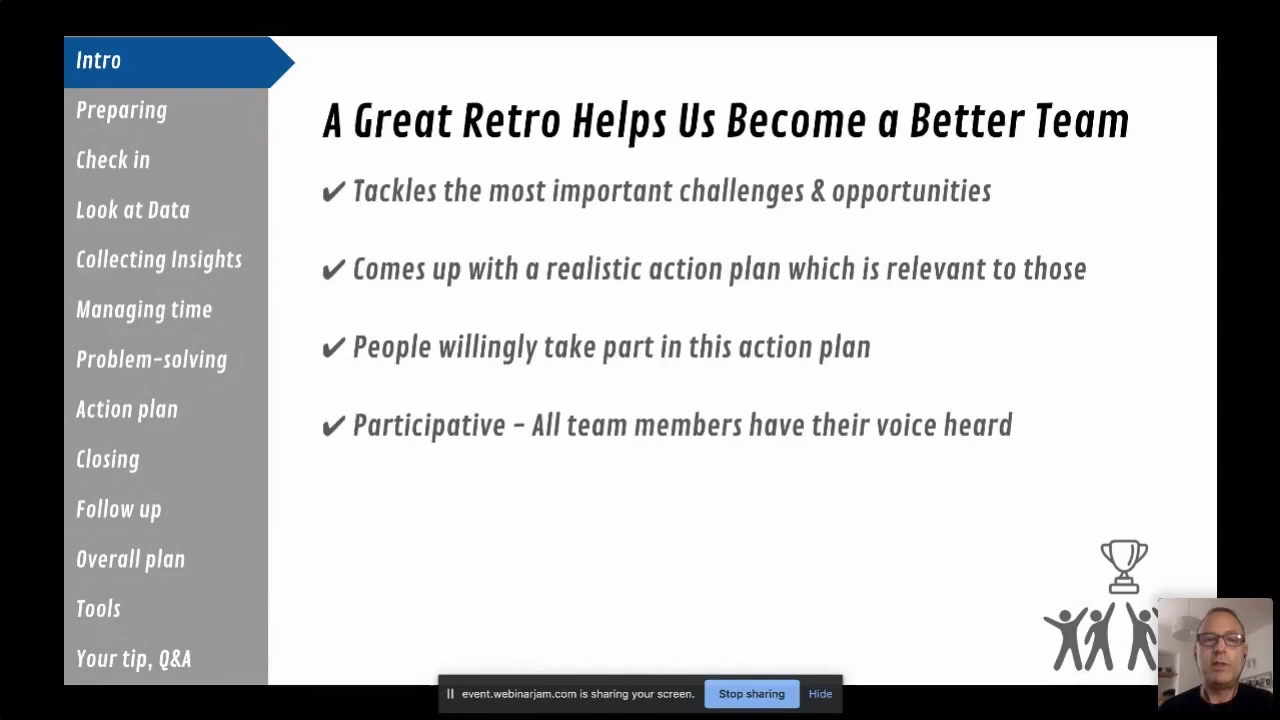 Intro
Preparing
Check in
Look at Data
Collecting Insights
Managing time
Problem-solving
Action plan
Closing
Follow up
Overall plan
Tools
Your tip, Q&A
A Great Retro Helps Us Become a Better Team
✔ Tackles the most important challenges & opportunities
✔ Comes up with a realistic action plan which is relevant to those
✔ People willingly take part in this action plan
✔ Participative - All team members have their voice heard
event.webinarjam.com is sharing your screen. Stop sharing Hide